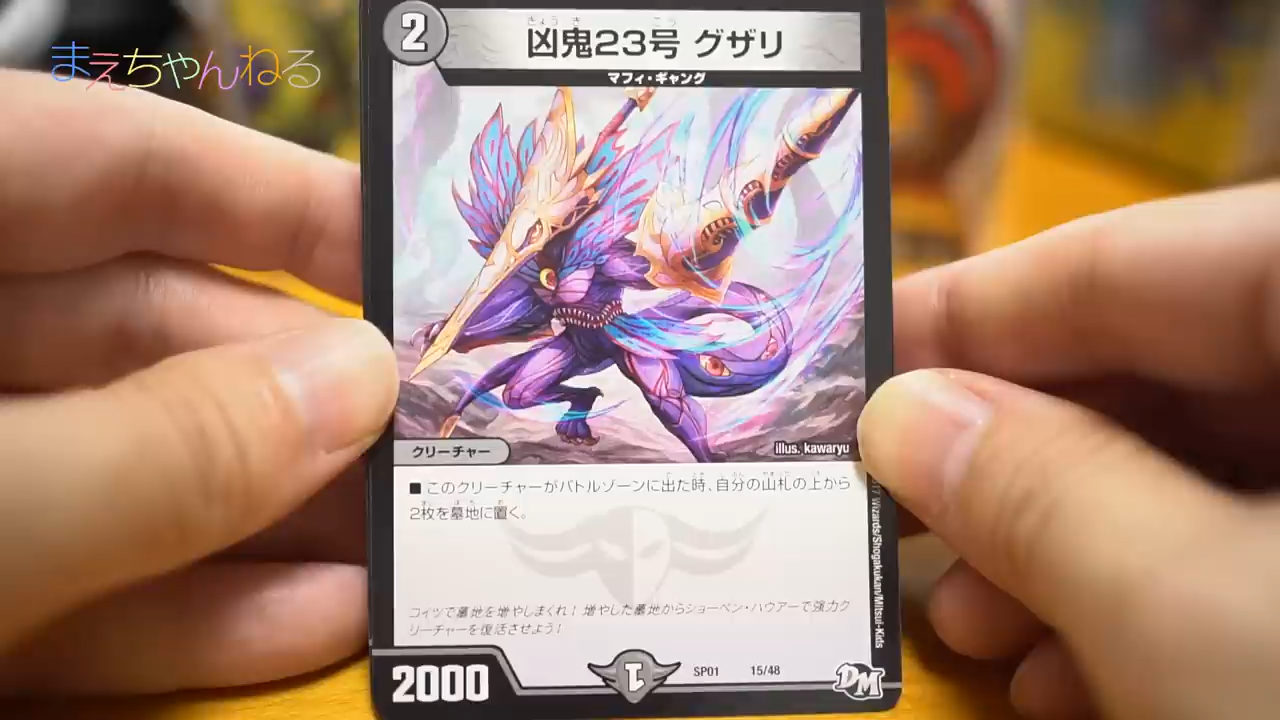 まえちゃんねる
2
凶鬼23号 グザリ
マフィ・ギャング
クリーチャー
illus. kawaryu
■このクリーチャーがバトルゾーンに出た時、自分の山札の上から
2枚を墓地に置く。
コイツで墓地を増やしまくれ!増やした墓地からショーペン・ハウアーで強力ク
リーチャーを復活させよう!
2000
1
SP01 15/48
DM
Wizards/Shogakukan/Mitsui-Kids